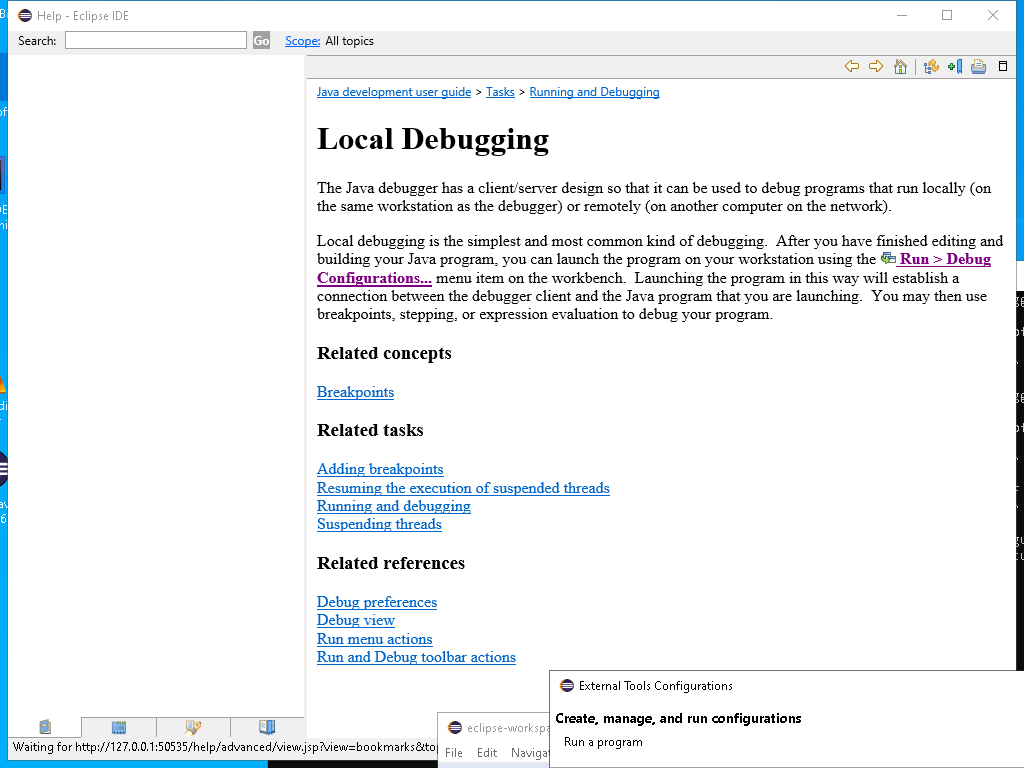 Help - Eclipse IDE
Search:
Go
Scope: All topics
Java development user guide > Tasks > Running and Debugging
Local Debugging
The Java debugger has a client/server design so that it can be used to debug programs that run locally (on
the same workstation as the debugger) or remotely (on another computer on the network).
Local debugging is the simplest and most common kind of debugging. After you have finished editing and
building your Java program, you can launch the program on your workstation using the Run > Debug
Configurations... menu item on the workbench. Launching the program in this way will establish a
connection between the debugger client and the Java program that you are launching. You may then use
breakpoints, stepping, or expression evaluation to debug your program.
Related concepts
Breakpoints
Related tasks
Adding breakpoints
Resuming the execution of suspended threads
Running and debugging
Suspending threads
Related references
Debug preferences
Debug view
Run menu actions
Run and Debug toolbar actions
Waiting for http://127.0.0.1:50535/help/advanced/view.jsp?view=bookmarks&top
eclipse-workspa
File Edit Navigat
External Tools Configurations
Create, manage, and run configurations
Run a program